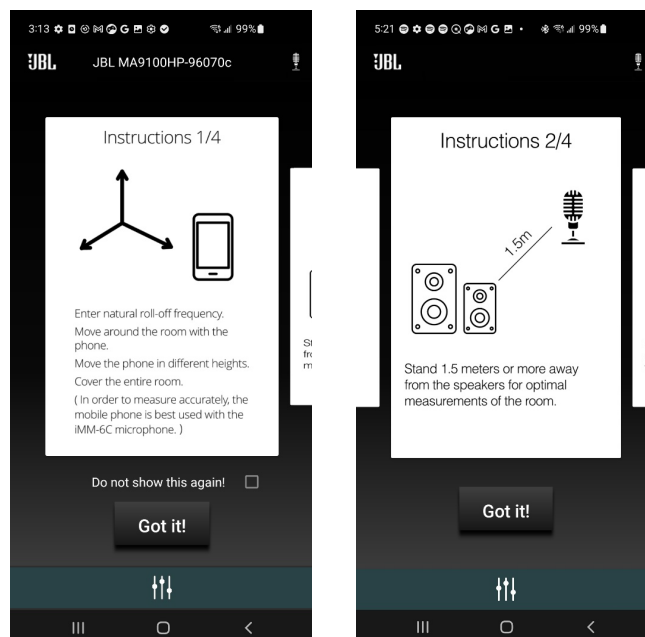 3:13 G 99%
JBL JBL MA9100HP-96070c
Instructions 1/4
Enter natural roll-off frequency.
Move around the room with the
phone.
Move the phone in different heights.
Cover the entire room.
( In order to measure accurately, the
mobile phone is best used with the
iMM-6C microphone. )
St
fro
m
Do not show this again!
Got it!
5:21 G 99%
JBL
Instructions 2/4
1.5m
Stand 1.5 meters or more away
from the speakers for optimal
measurements of the room.
Got it!